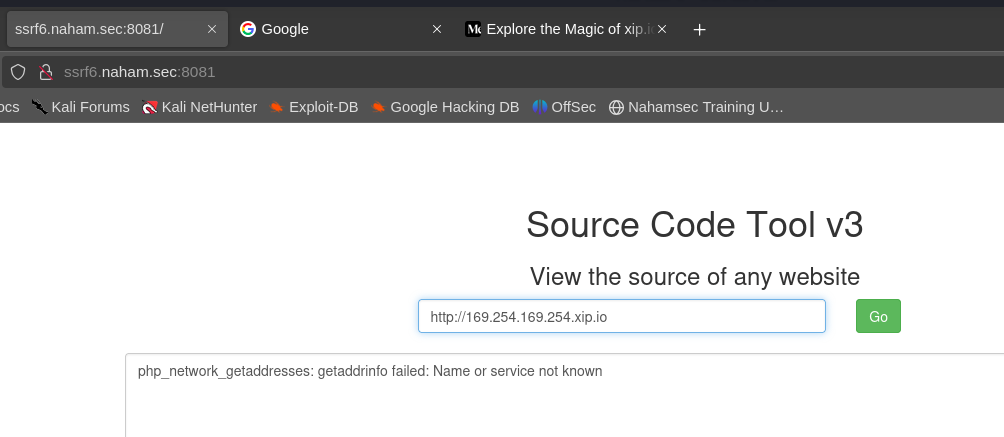 ssrf6.naham.sec:8081/
Google
Explore the Magic of xip.io
ssrf6.naham.sec:8081
ocs
Kali Forums
Kali NetHunter
Exploit-DB
Google Hacking DB
OffSec
Nahamsec Training U…
Source Code Tool v3
View the source of any website
http://169.254.169.254.xip.io
Go
php_network_getaddresses: getaddrinfo failed: Name or service not known